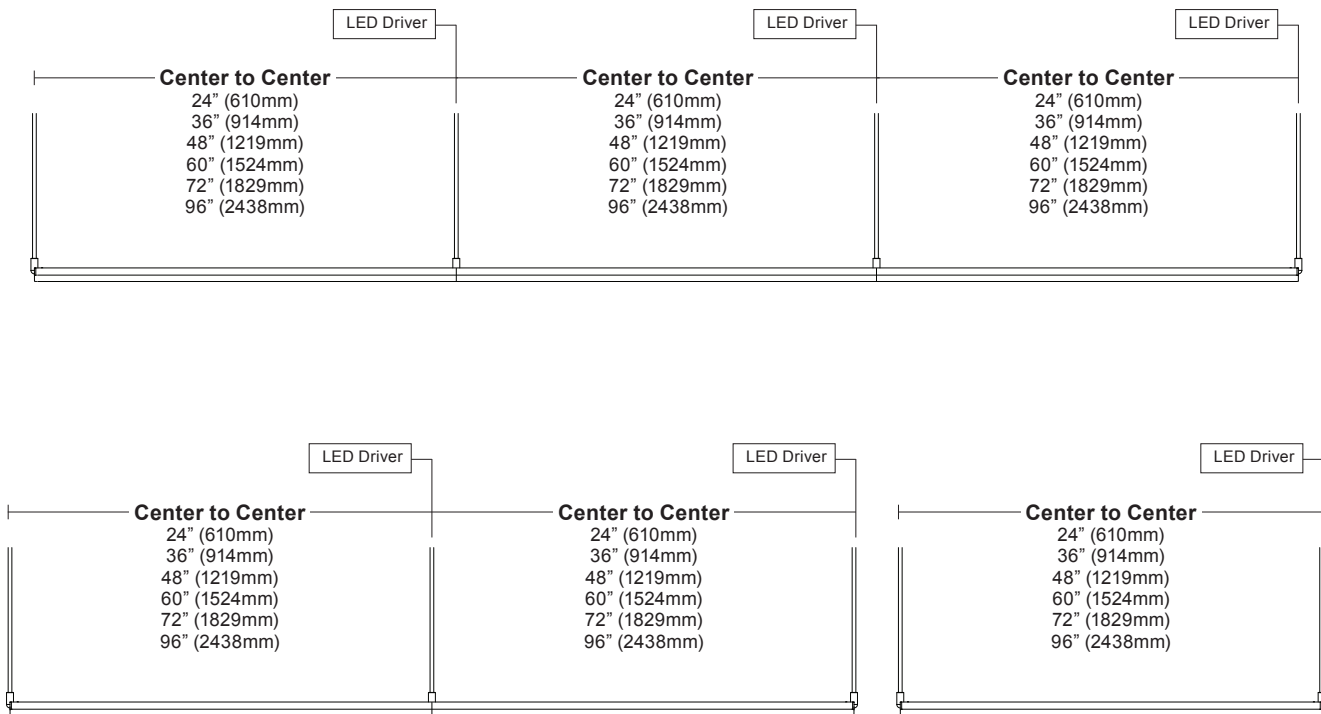 LED Driver
LED Driver
LED Driver
Center to Center
24” (610mm)
36” (914mm)
48” (1219mm)
60” (1524mm)
72” (1829mm)
96” (2438mm)
Center to Center
24” (610mm)
36” (914mm)
48” (1219mm)
60” (1524mm)
72” (1829mm)
96” (2438mm)
Center to Center
24” (610mm)
36” (914mm)
48” (1219mm)
60” (1524mm)
72” (1829mm)
96” (2438mm)
LED Driver
LED Driver
LED Driver
Center to Center
24” (610mm)
36” (914mm)
48” (1219mm)
60” (1524mm)
72” (1829mm)
96” (2438mm)
Center to Center
24” (610mm)
36” (914mm)
48” (1219mm)
60” (1524mm)
72” (1829mm)
96” (2438mm)
Center to Center
24” (610mm)
36” (914mm)
48” (1219mm)
60” (1524mm)
72” (1829mm)
96” (2438mm)